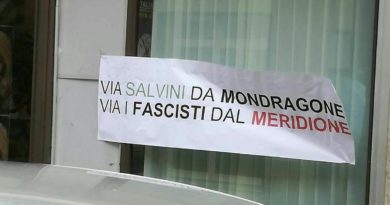 VIA SALVINI DA MONDRAGONE
VIA I FASCISTI DAL MERIDIONE